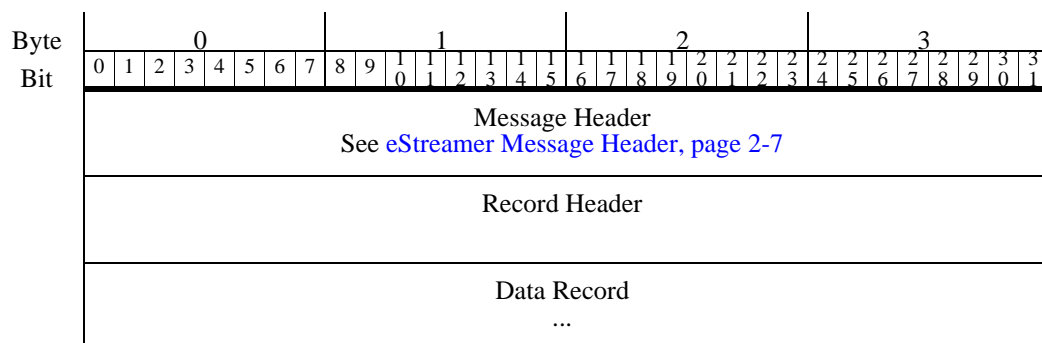 Byte 0 1 2 3
Bit 0 1 2 3 4 5 6 7 8 9 10 11 12 13 14 15 16 17 18 19 20 21 22 23 24 25 26 27 28 29 30 31
Message Header
See eStreamer Message Header, page 2-7
Record Header
Data Record
...